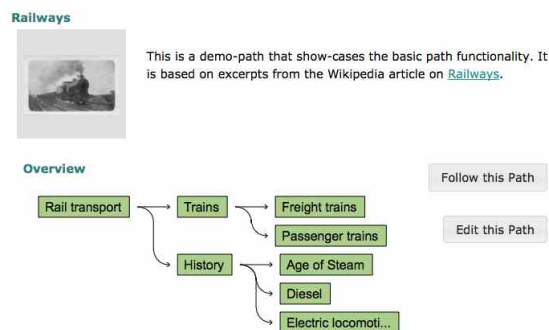 Railways
This is a demo-path that show-cases the basic path functionality. It
is based on excerpts from the Wikipedia article on Railways.
Overview
Follow this Path
Edit this Path
Rail transport
Trains
Freight trains
Passenger trains
History
Age of Steam
Diesel
Electric locomoti...